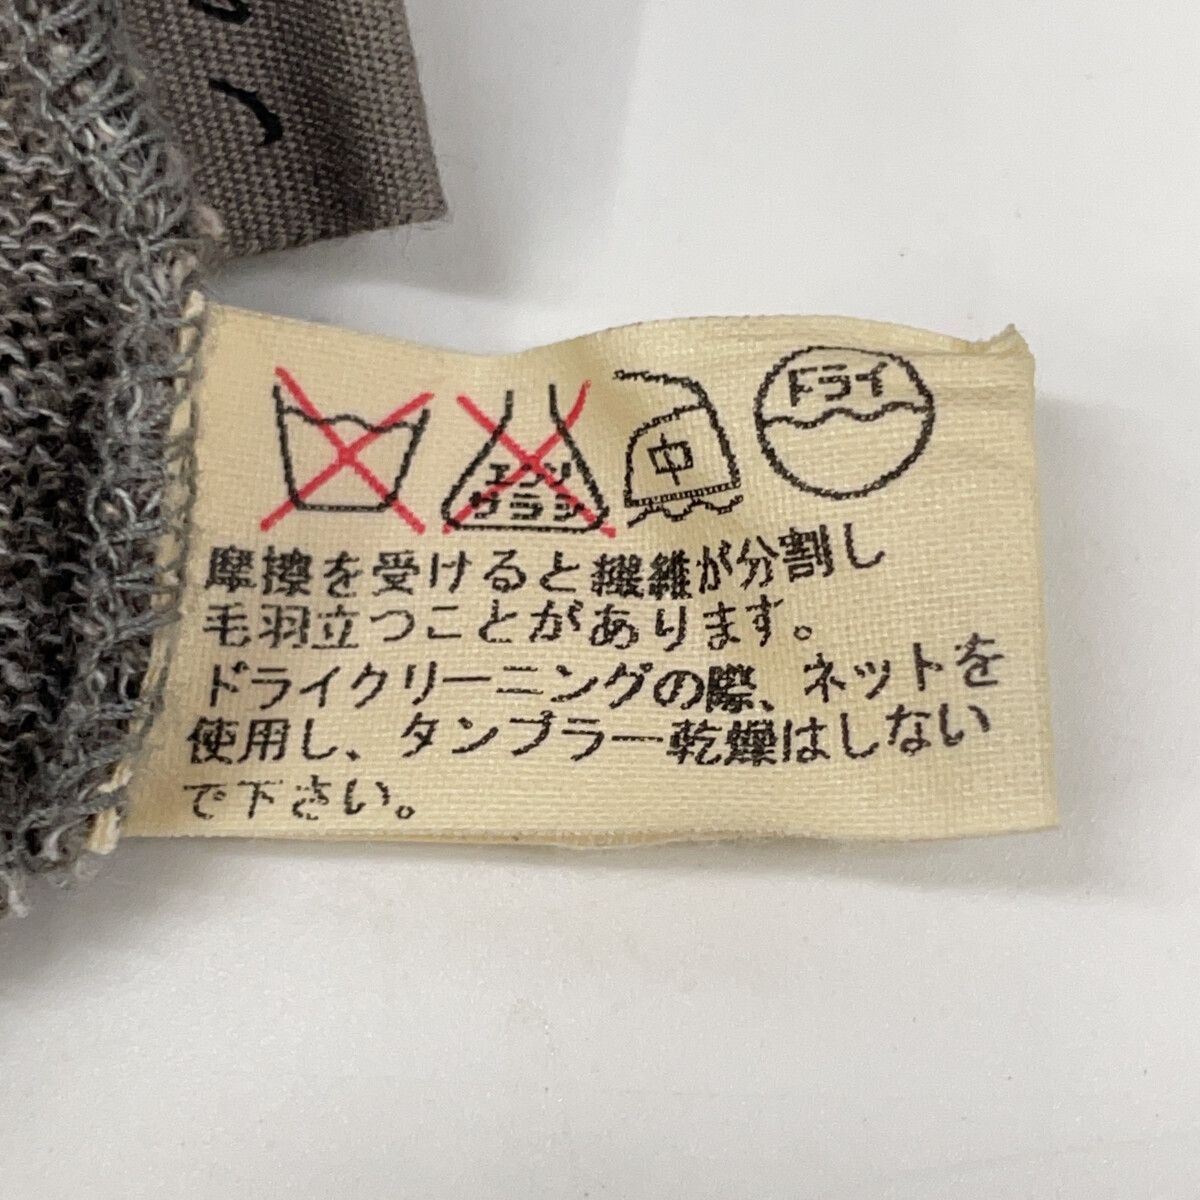 エンソ
サラシ
中
ドライ
摩擦を受けると繊維が分割し
毛羽立つことがあります。
ドライクリーニングの際、ネットを
使用し、タンブラー乾燥はしない
で下さい。